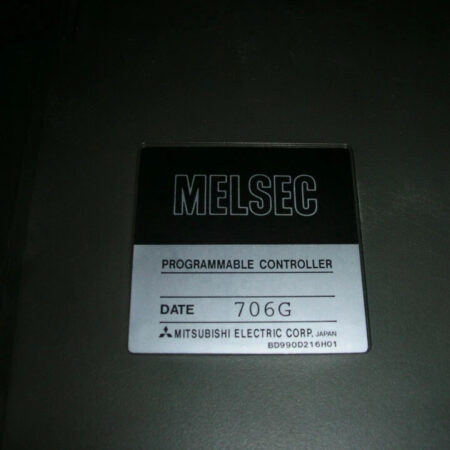 MELSEC
PROGRAMMABLE CONTROLLER
DATE 706G
MITSUBISHI ELECTRIC CORP. JAPAN
BD990D216H01